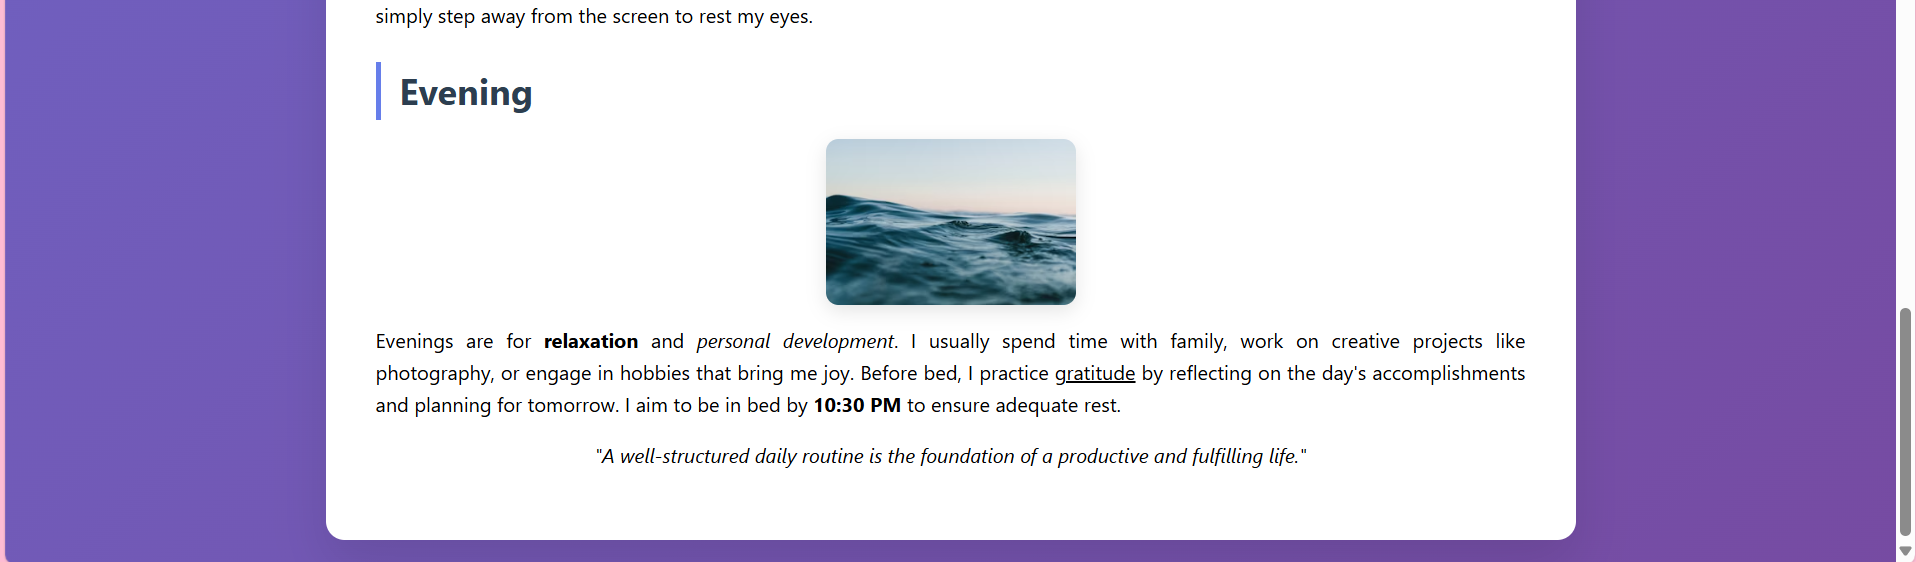 simply step away from the screen to rest my eyes.
Evening
Evenings are for relaxation and personal development. I usually spend time with family, work on creative projects like
photography, or engage in hobbies that bring me joy. Before bed, I practice gratitude by reflecting on the day's accomplishments
and planning for tomorrow. I aim to be in bed by 10:30 PM to ensure adequate rest.
"A well-structured daily routine is the foundation of a productive and fulfilling life."